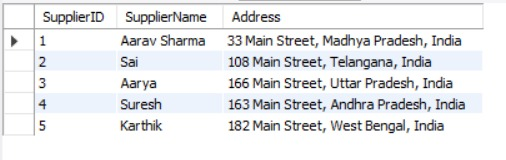 SupplierID SupplierName Address
1 Aarav Sharma 33 Main Street, Madhya Pradesh, India
2 Sai 108 Main Street, Telangana, India
3 Aarya 166 Main Street, Uttar Pradesh, India
4 Suresh 163 Main Street, Andhra Pradesh, India
5 Karthik 182 Main Street, West Bengal, India